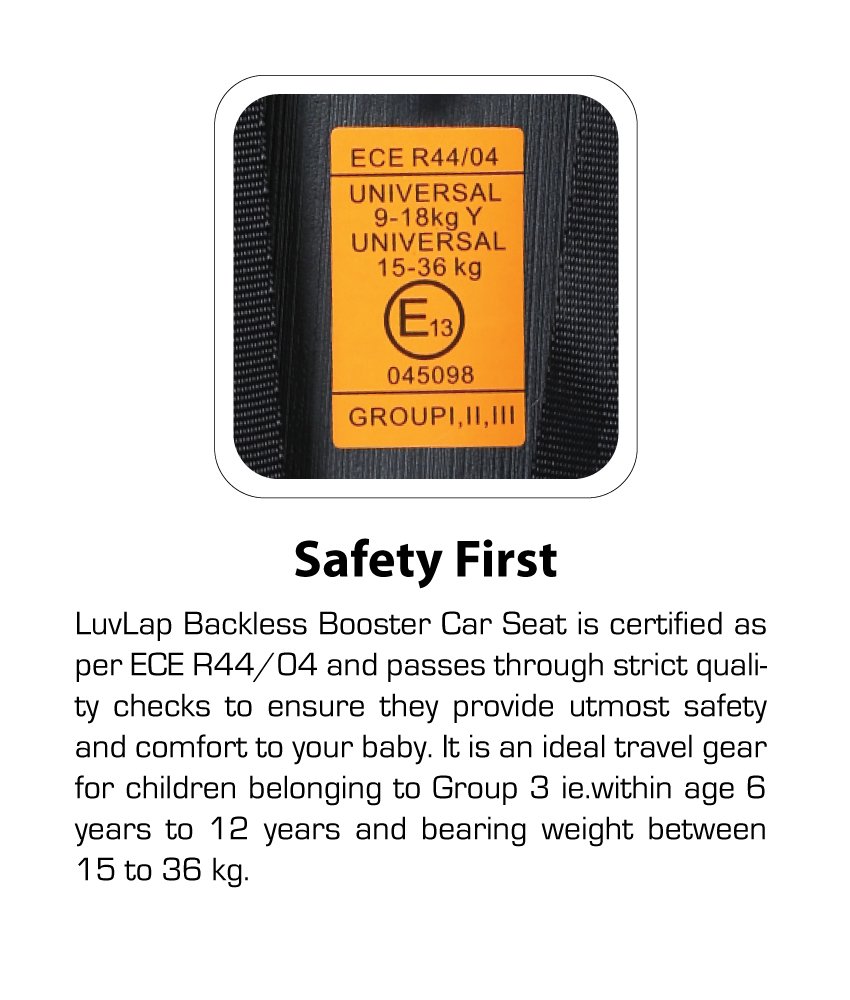 ECE R44/04
UNIVERSAL
9-18kg Y
UNIVERSAL
15-36 kg
E13
045098
GROUPI,II,III
Safety First
LuvLap Backless Booster Car Seat is certified as
per ECE R44/04 and passes through strict quali-
ty checks to ensure they provide utmost safety
and comfort to your baby. It is an ideal travel gear
for children belonging to Group 3 ie.within age 6
years to 12 years and bearing weight between
15 to 36 kg.